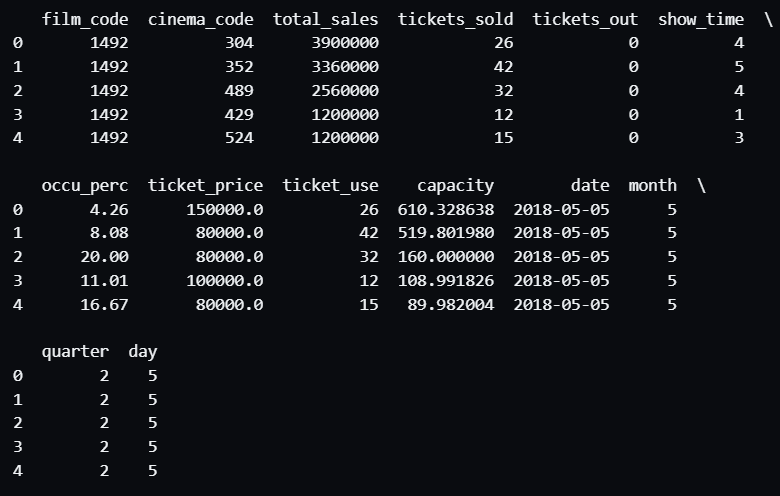 film_code cinema_code total_sales tickets_sold tickets_out show_time \
0 1492 304 3900000 26 0 4
1 1492 352 3360000 42 0 5
2 1492 489 2560000 32 0 4
3 1492 429 1200000 12 0 1
4 1492 524 1200000 15 0 3
occu_perc ticket_price ticket_use capacity date month \
0 4.26 150000.0 26 610.328638 2018-05-05 5
1 8.08 80000.0 42 519.801980 2018-05-05 5
2 20.00 80000.0 32 160.000000 2018-05-05 5
3 11.01 100000.0 12 108.991826 2018-05-05 5
4 16.67 80000.0 15 89.982004 2018-05-05 5
quarter day
0 2 5
1 2 5
2 2 5
3 2 5
4 2 5